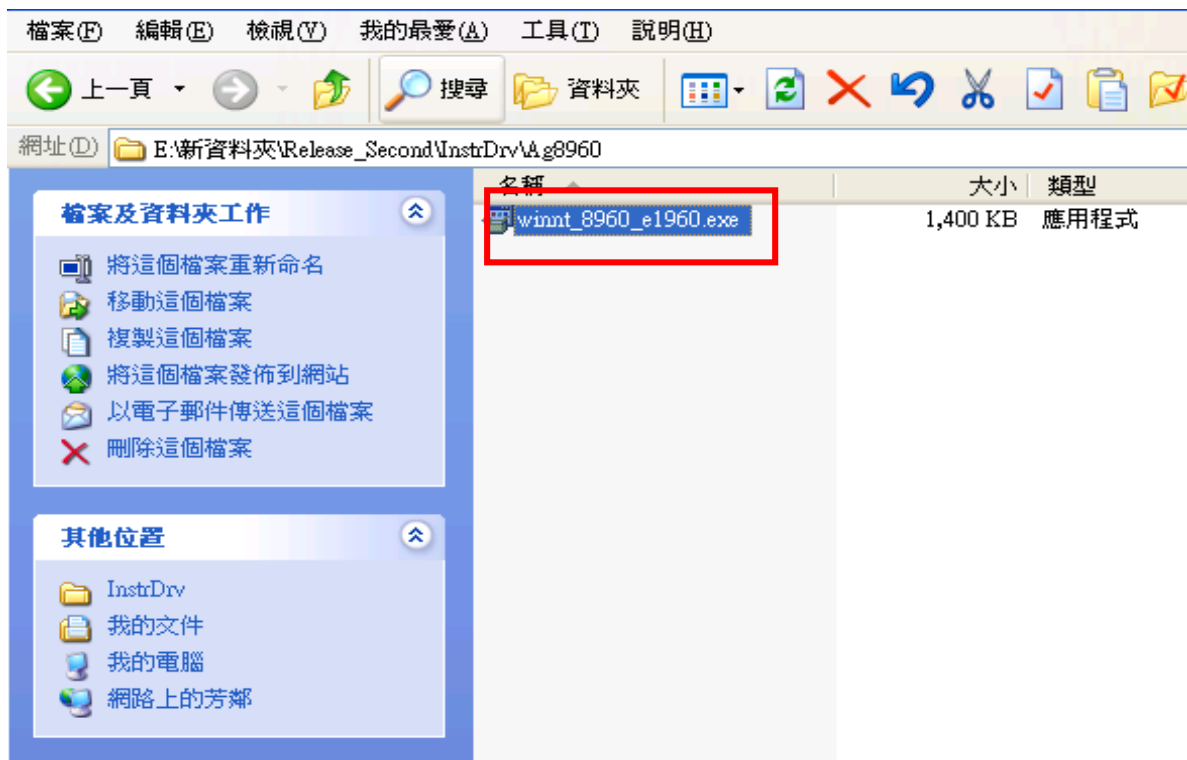 檔案(F) 編輯(E) 檢視(V) 我的最愛(A) 工具(T) 說明(H)
上一頁 搜尋 資料夾
網址(D) E:\新資料夾\Release_Second\InstrDrv\Ag8960
名稱 大小 類型
winnt_8960_e1960.exe 1,400 KB 應用程式
檔案及資料夾工作
將這個檔案重新命名
移動這個檔案
複製這個檔案
將這個檔案發佈到網站
以電子郵件傳送這個檔案
刪除這個檔案
其他位置
InstrDrv
我的文件
我的電腦
網路上的芳鄰